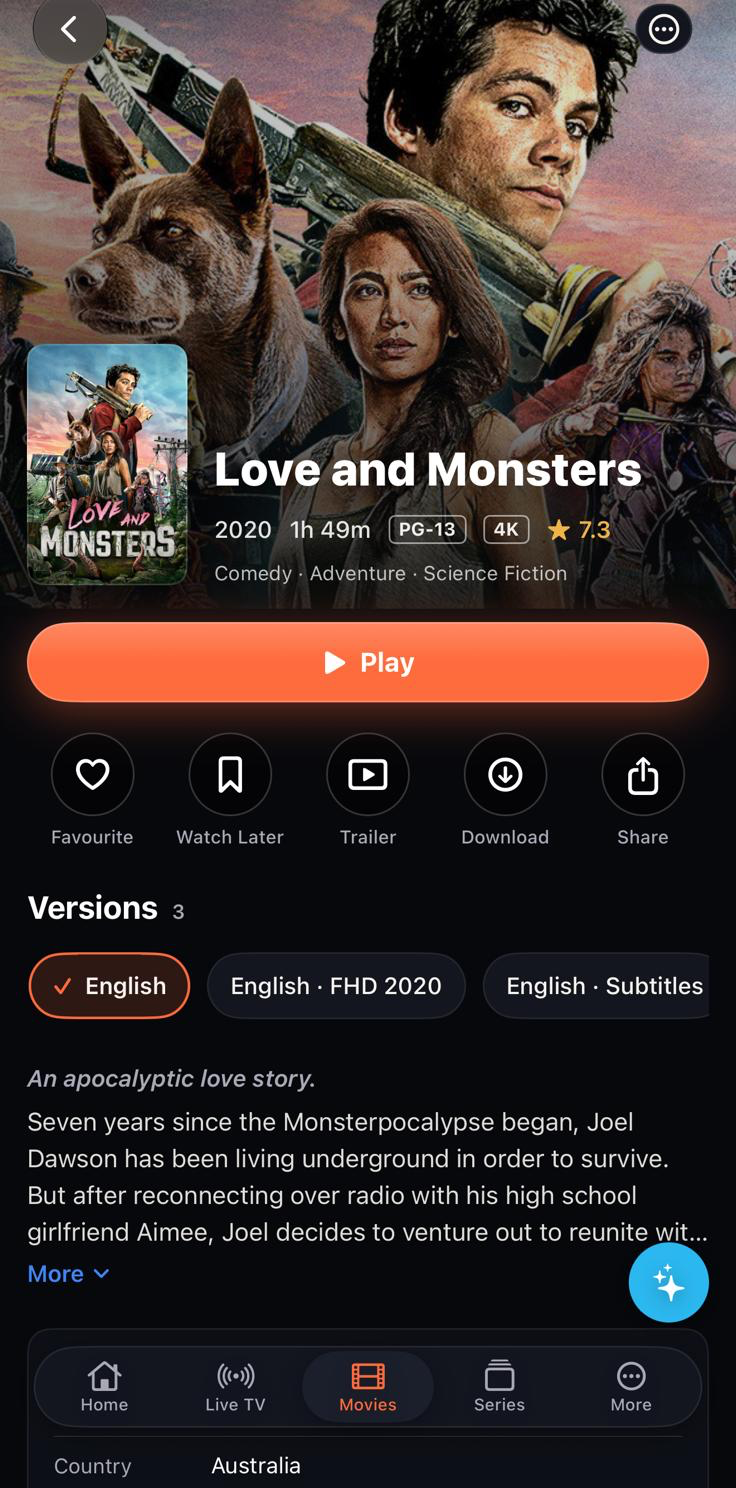 LOVE AND
MONSTERS
Love and Monsters
2020 1h 49m PG-13 4K 7.3
Comedy · Adventure · Science Fiction
Play
Favourite Watch Later Trailer Download Share
Versions 3
English English · FHD 2020 English · Subtitles
An apocalyptic love story.
Seven years since the Monsterpocalypse began, Joel
Dawson has been living underground in order to survive.
But after reconnecting over radio with his high school
girlfriend Aimee, Joel decides to venture out to reunite wit...
More
Home Live TV Movies Series More
Country Australia